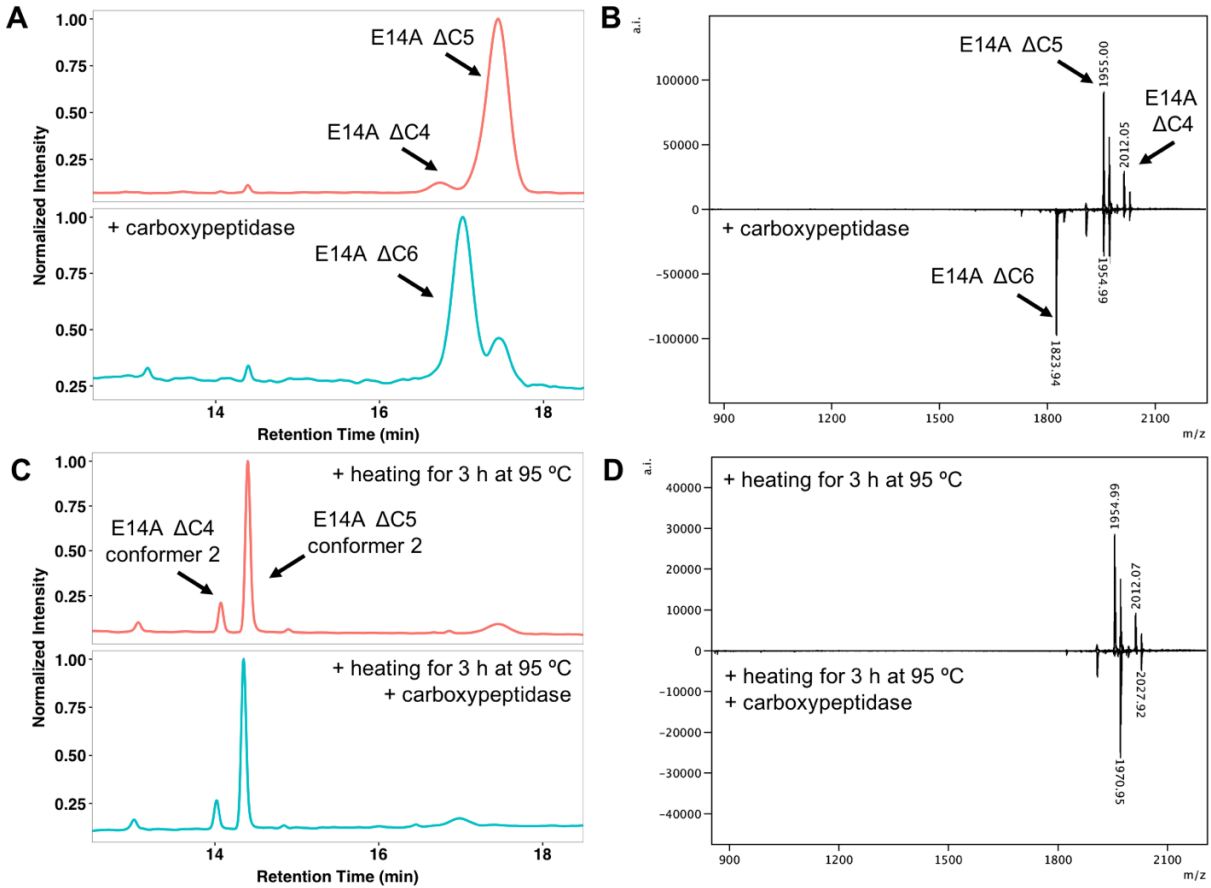 A
1.00
0.75
0.50
0.25
E14A ΔC5
E14A ΔC4
1.00
0.75
0.50
0.25
+ carboxypeptidase
E14A ΔC6
Normalized Intensity
14
16
18
Retention Time (min)
B
a.i.
100000
50000
0
-50000
-100000
E14A ΔC5
1955.00
E14A
ΔC4
2012.05
+ carboxypeptidase
1954.99
E14A ΔC6
1823.94
900
1200
1500
1800
2100
m/z
C
1.00
0.75
0.50
0.25
+ heating for 3 h at 95 ºC
E14A ΔC4
conformer 2
E14A ΔC5
conformer 2
1.00
0.75
0.50
0.25
+ heating for 3 h at 95 ºC
+ carboxypeptidase
Normalized Intensity
14
16
18
Retention Time (min)
D
a.i.
40000
30000
20000
10000
0
-10000
-20000
-30000
-40000
+ heating for 3 h at 95 ºC
1954.99
2012.07
+ heating for 3 h at 95 ºC
+ carboxypeptidase
2027.92
1970.95
900
1200
1500
1800
2100
m/z